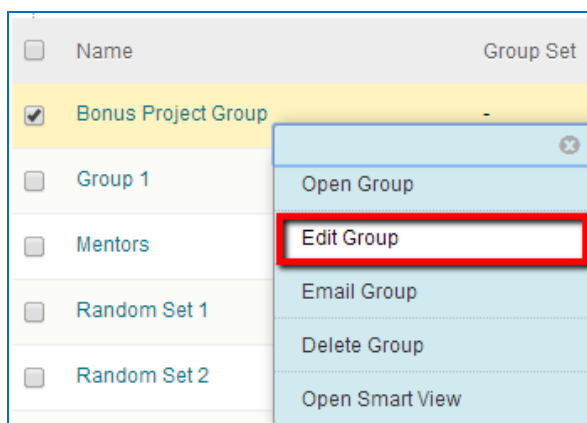 Name Group Set
Bonus Project Group -
Open Group
Group 1
Edit Group
Mentors
Email Group
Random Set 1
Delete Group
Random Set 2
Open Smart View